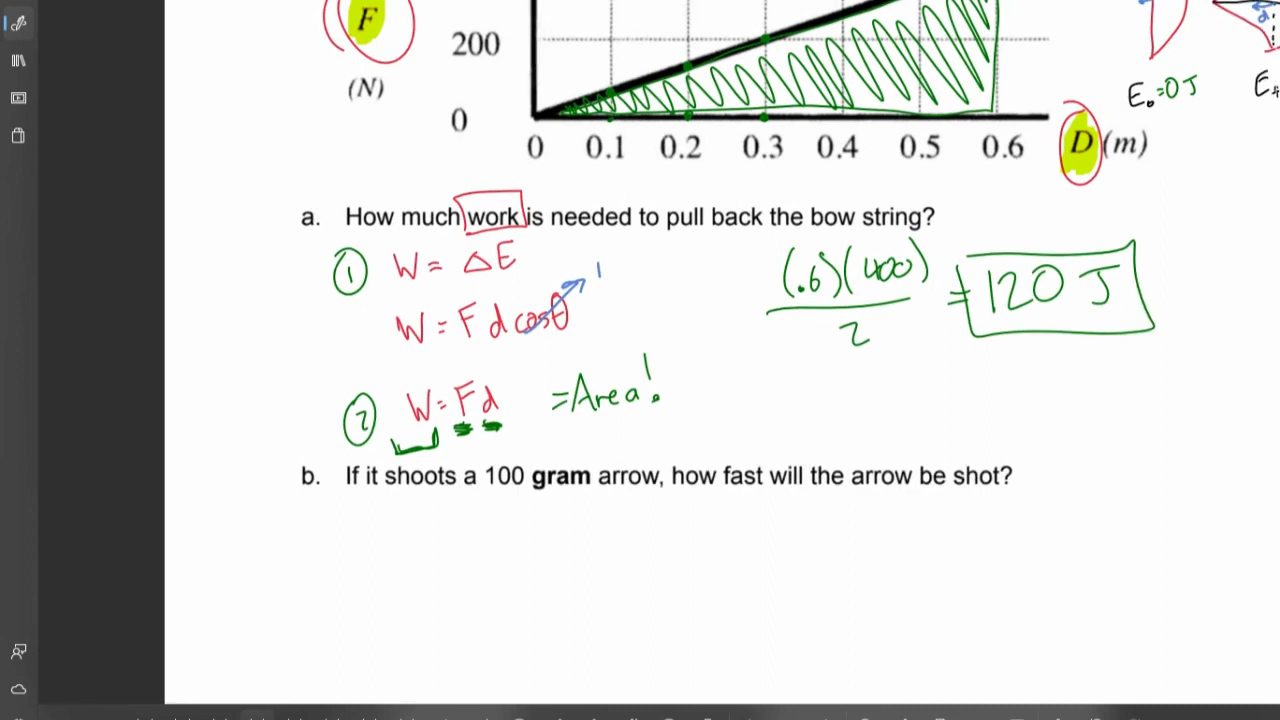 F
200
(N)
E₀=0J
0
0 0.1 0.2 0.3 0.4 0.5 0.6 D (m)
a. How much work is needed to pull back the bow string?
① W = ΔE
(.6)(400)
2
= 120 J
W = F d cosθ 1
② W = Fd = Area!
b. If it shoots a 100 gram arrow, how fast will the arrow be shot?